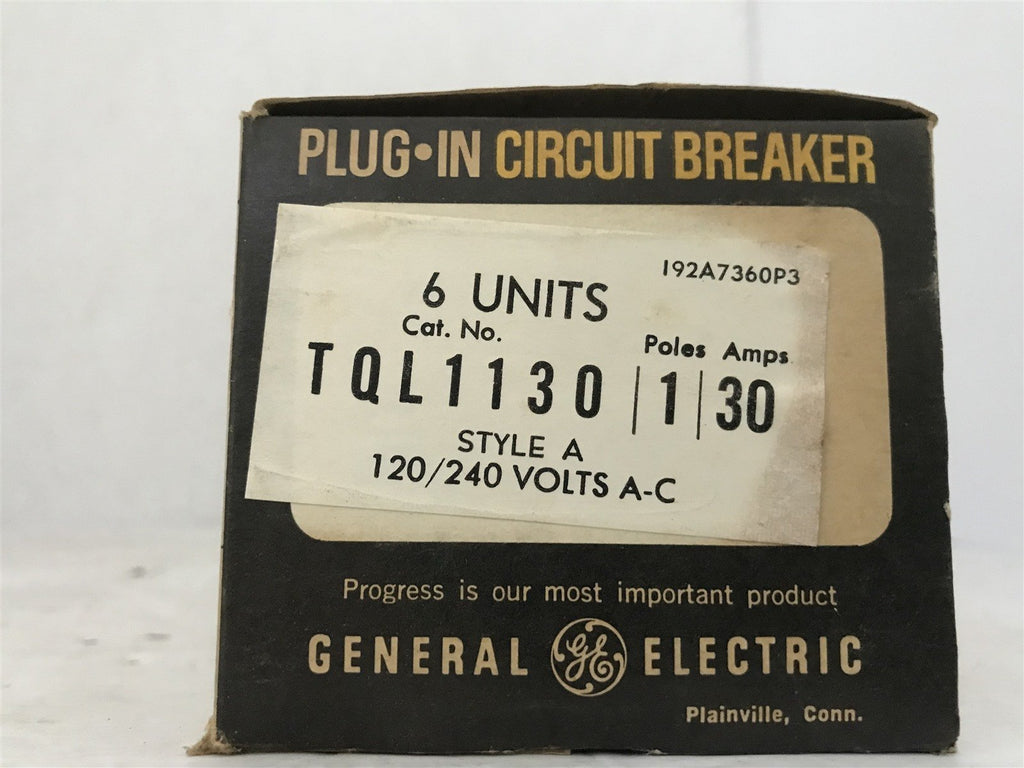 PLUG•IN CIRCUIT BREAKER
192A7360P3
6 UNITS
Cat. No. Poles Amps
TQL1130 | 1 | 30
STYLE A
120/240 VOLTS A-C
Progress is our most important product
GENERAL GE ELECTRIC
Plainville, Conn.